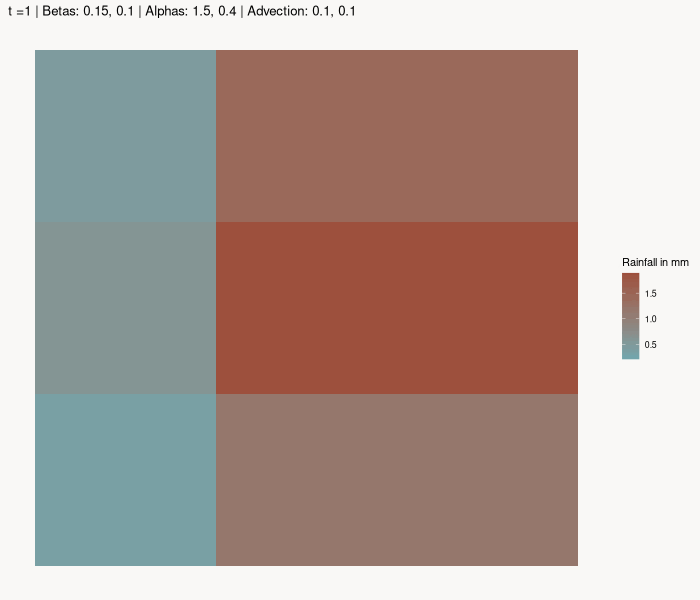 t =1 | Betas: 0.15, 0.1 | Alphas: 1.5, 0.4 | Advection: 0.1, 0.1
Rainfall in mm
1.5
1.0
0.5